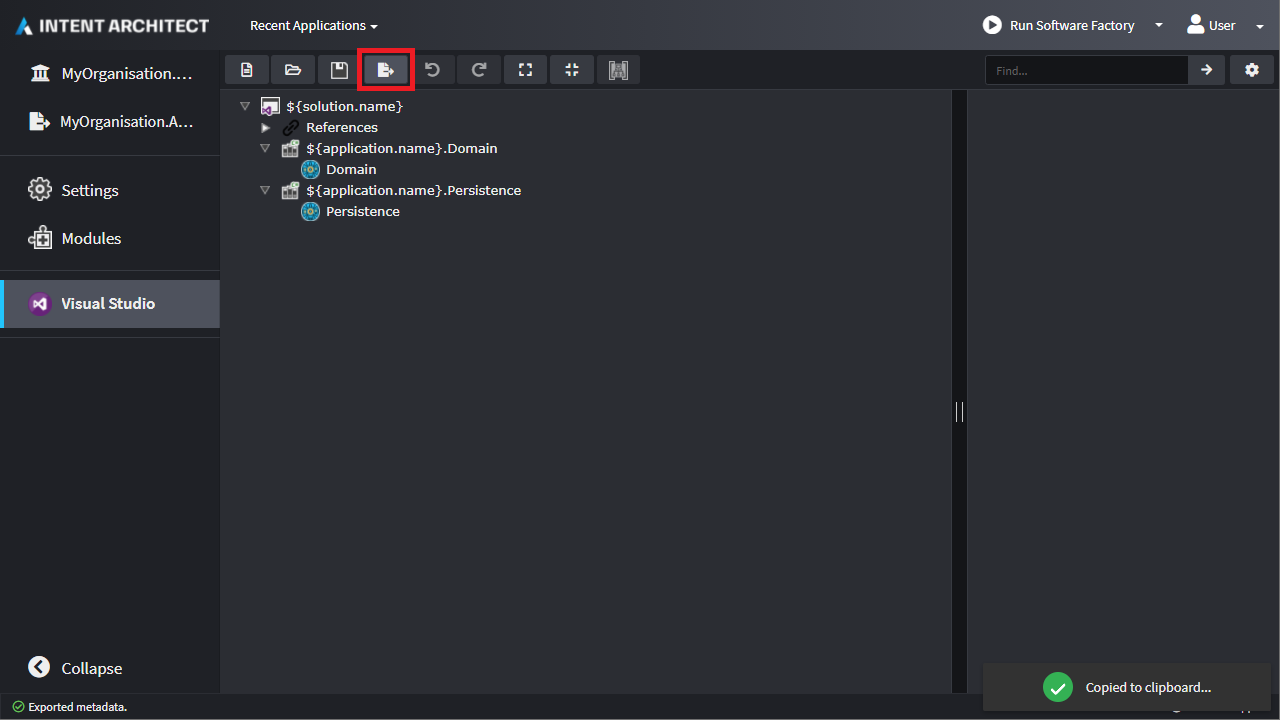 INTENT ARCHITECT
Recent Applications
Run Software Factory
User
MyOrganisation....
MyOrganisation.A...
Settings
Modules
Visual Studio
Collapse
Find...
${solution.name}
References
${application.name}.Domain
Domain
${application.name}.Persistence
Persistence
Copied to clipboard...
Exported metadata.